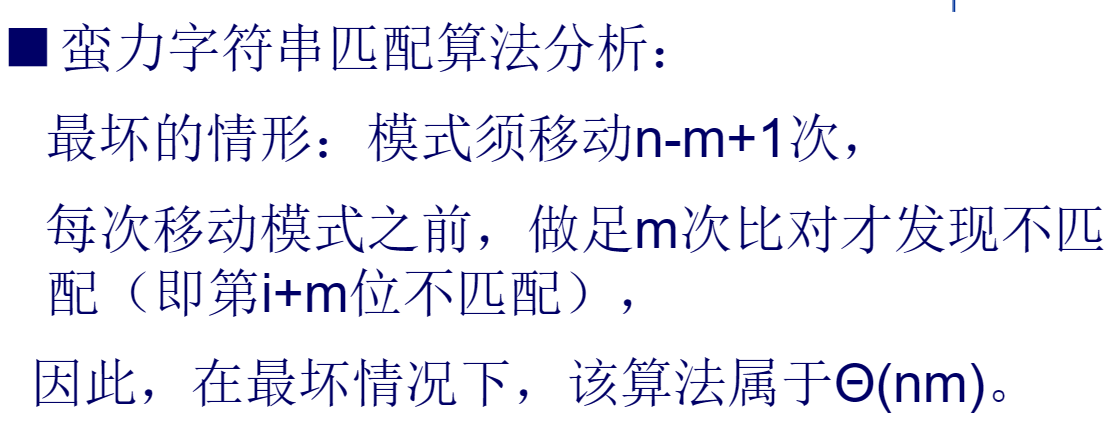 蛮力字符串匹配算法分析：
最坏的情形：模式须移动n-m+1次，
每次移动模式之前，做足m次比对才发现不匹
配（即第i+m位不匹配），
因此，在最坏情况下，该算法属于Θ(nm)。